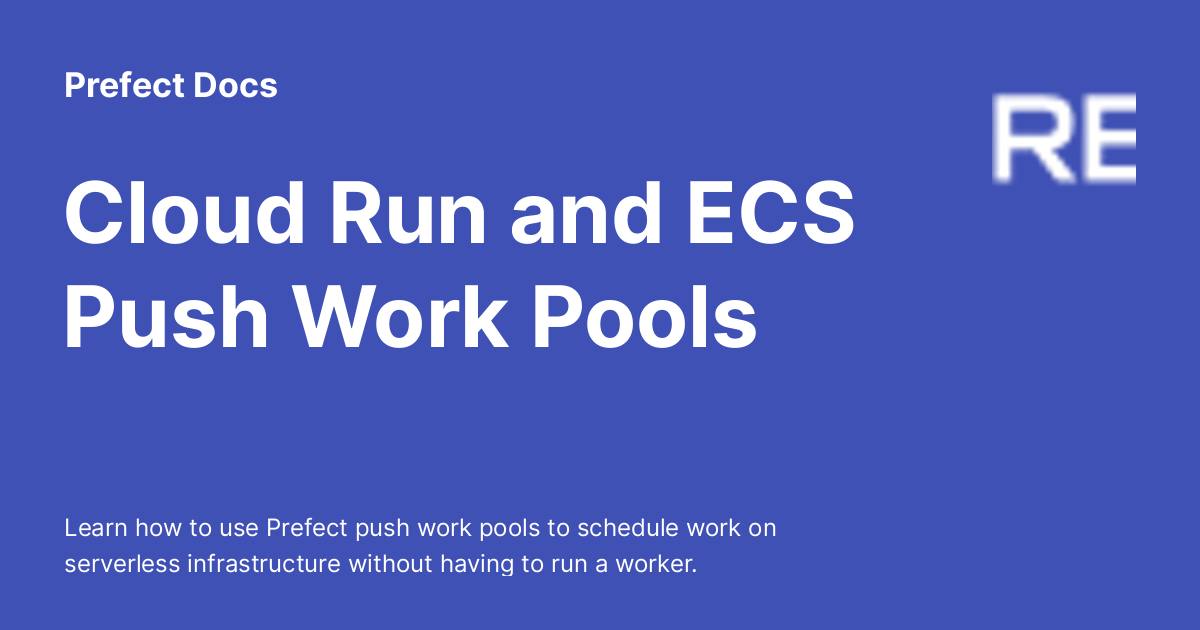 Prefect Docs
RE
Cloud Run and ECS
Push Work Pools
Learn how to use Prefect push work pools to schedule work on
serverless infrastructure without having to run a worker.